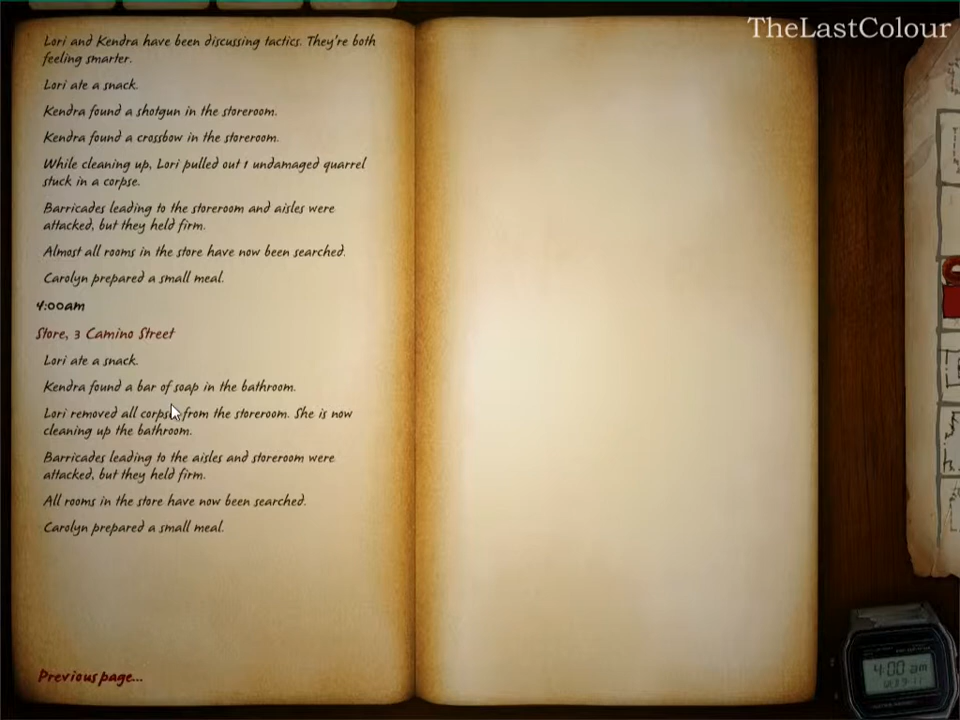 TheLastColour
Lori and Kendra have been discussing tactics. They're both
feeling smarter.
Lori ate a snack.
Kendra found a shotgun in the storeroom.
Kendra found a crossbow in the storeroom.
While cleaning up, Lori pulled out 1 undamaged quarrel
stuck in a corpse.
Barricades leading to the storeroom and aisles were
attacked, but they held firm.
Almost all rooms in the store have now been searched.
Carolyn prepared a small meal.
4:00am
Store, 3 Camino Street
Lori ate a snack.
Kendra found a bar of soap in the bathroom.
Lori removed all corpses from the storeroom. She is now
cleaning up the bathroom.
Barricades leading to the aisles and storeroom were
attacked, but they held firm.
All rooms in the store have now been searched.
Carolyn prepared a small meal.
Previous page...
4:00 am